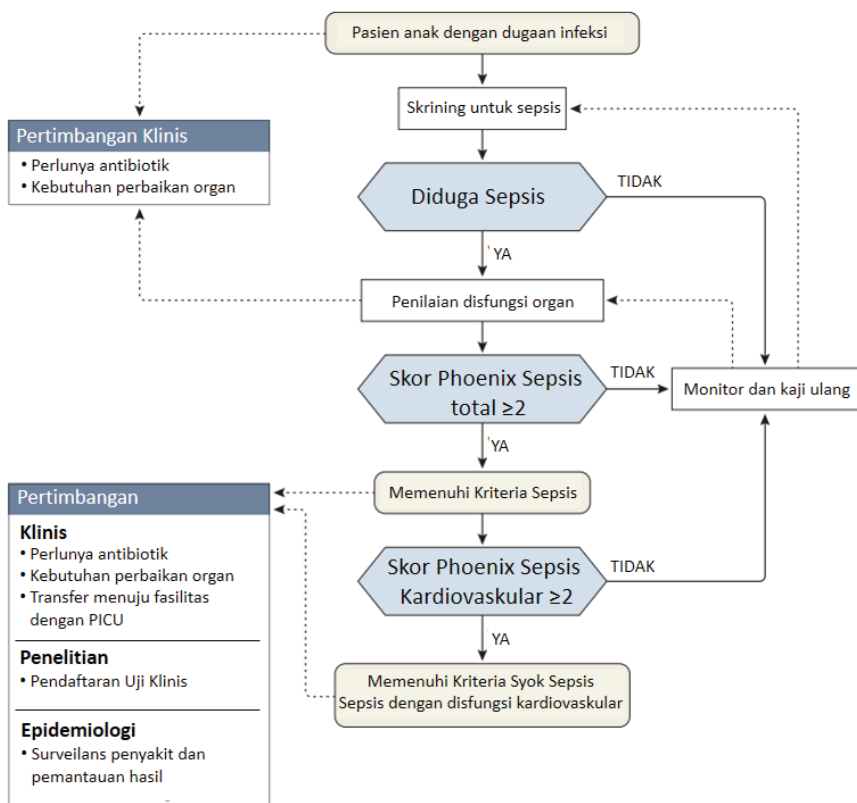 Pasien anak dengan dugaan infeksi
Skrining untuk sepsis
Pertimbangan Klinis
• Perlunya antibiotik
• Kebutuhan perbaikan organ
Diduga Sepsis
TIDAK
YA
Penilaian disfungsi organ
Skor Phoenix Sepsis
total ≥2
TIDAK
Monitor dan kaji ulang
YA
Memenuhi Kriteria Sepsis
Pertimbangan
Klinis
• Perlunya antibiotik
• Kebutuhan perbaikan organ
• Transfer menuju fasilitas
dengan PICU
Penelitian
• Pendaftaran Uji Klinis
Epidemiologi
• Surveilans penyakit dan
pemantauan hasil
Skor Phoenix Sepsis
Kardiovaskular ≥2
TIDAK
YA
Memenuhi Kriteria Syok Sepsis
Sepsis dengan disfungsi kardiovaskular